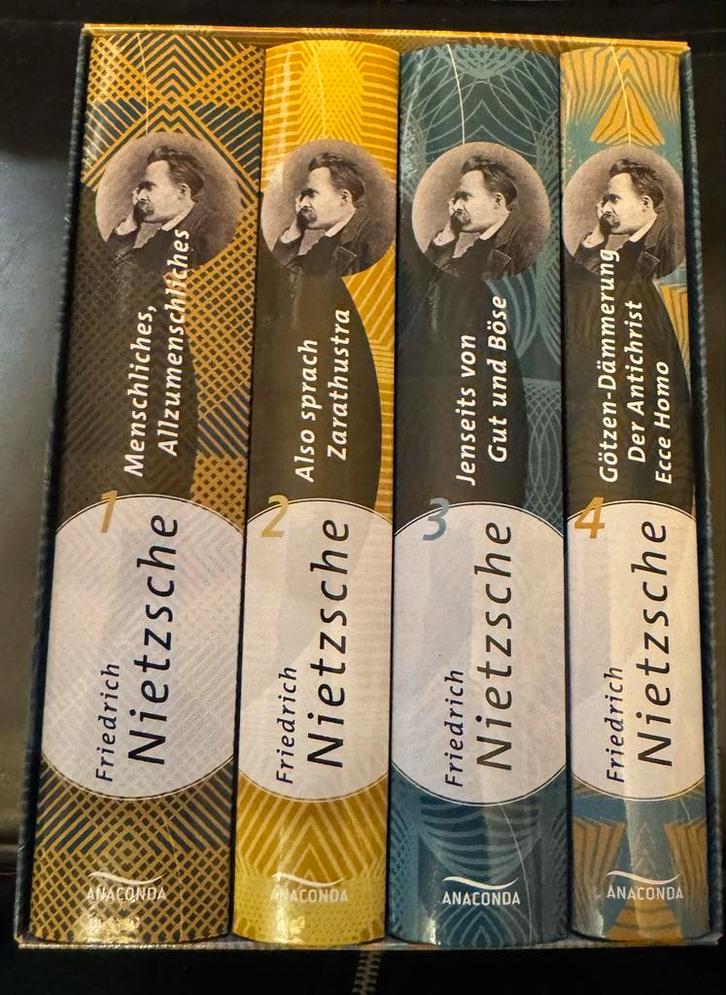 Menschliches,
Allzumenschliches
1
Friedrich
Nietzsche
ANACONDA
Also sprach
Zarathustra
2
Friedrich
Nietzsche
ANACONDA
Jenseits von
Gut und Böse
3
Friedrich
Nietzsche
ANACONDA
Götzen-Dämmerung
Der Antichrist
Ecce Homo
4
Friedrich
Nietzsche
ANACONDA